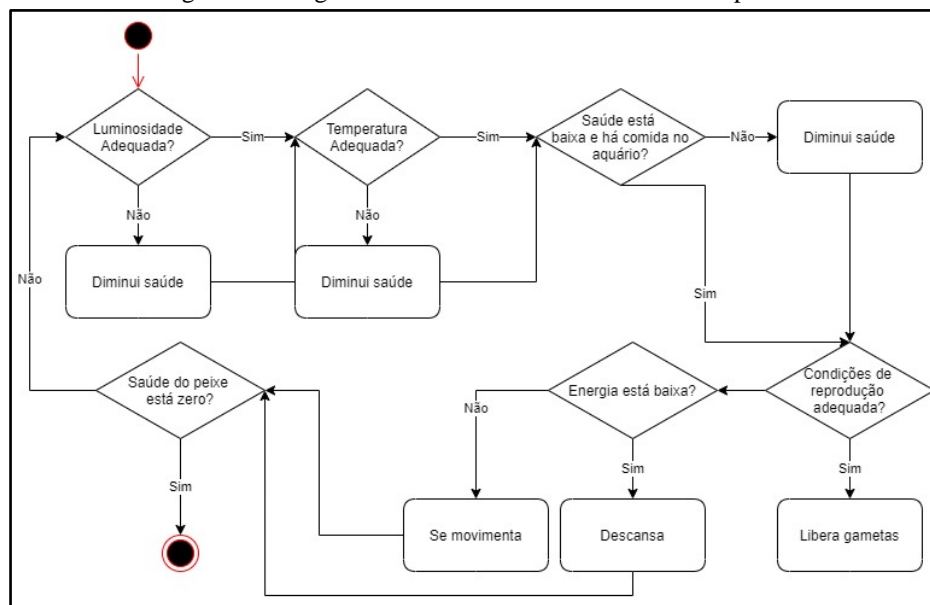 Luminosidade
Adequada?
Sim
Temperatura
Adequada?
Sim
Saúde está
baixa e há comida no
aquário?
Não
Diminui saúde
Não
Não
Diminui saúde
Diminui saúde
Não
Sim
Saúde do peixe
está zero?
Energia está baixa?
Condições de
reprodução
adequada?
Não
Sim
Sim
Sim
Se movimenta
Descansa
Libera gametas